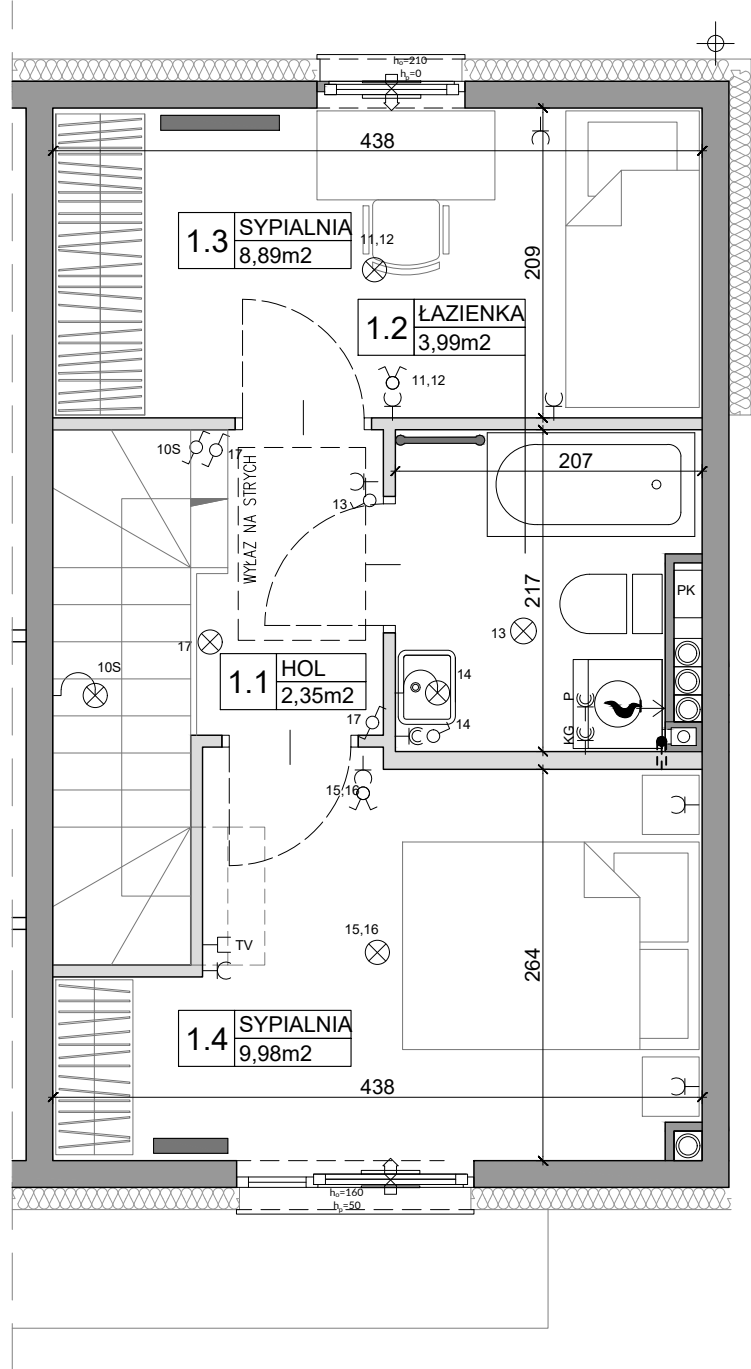 h₀=210
hₚ=0
438
1.3 SYPIALNIA
8,89m2
11,12
209
1.2 ŁAZIENKA
3,99m2
11,12
10S
17
WYŁAZ NA STRYCH
13
207
217
PK
17
13
10S
1.1 HOL
2,35m2
14
P
17
14
KG
15,16
TV
15,16
264
1.4 SYPIALNIA
9,98m2
438
h₀=160
hₚ=50